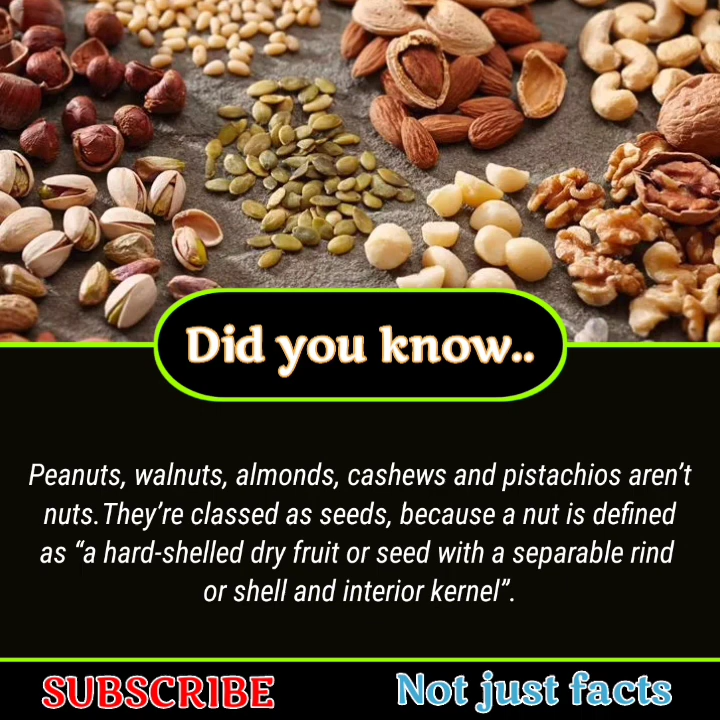 Did you know..
Peanuts, walnuts, almonds, cashews and pistachios aren't
nuts.They're classed as seeds, because a nut is defined
as “a hard-shelled dry fruit or seed with a separable rind
or shell and interior kernel”.
SUBSCRIBE
Not just facts